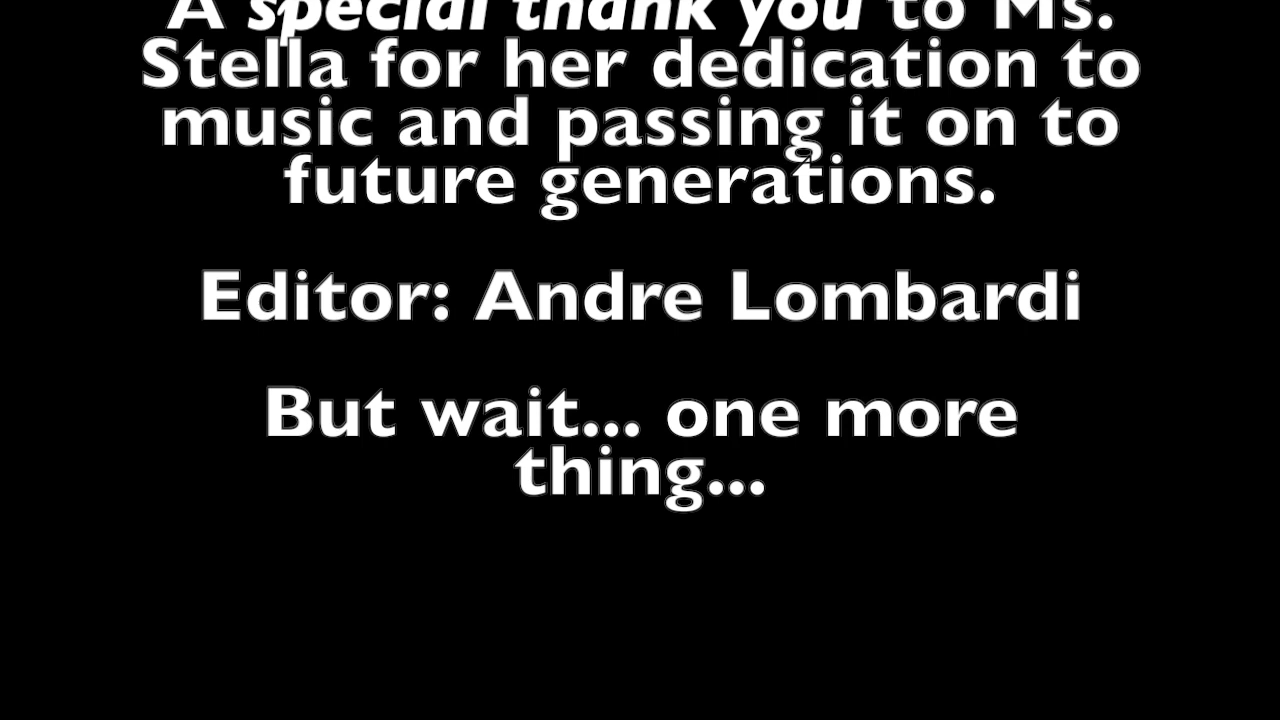 A special thank you to Ms.
Stella for her dedication to
music and passing it on to
future generations.
Editor: Andre Lombardi
But wait... one more
thing...